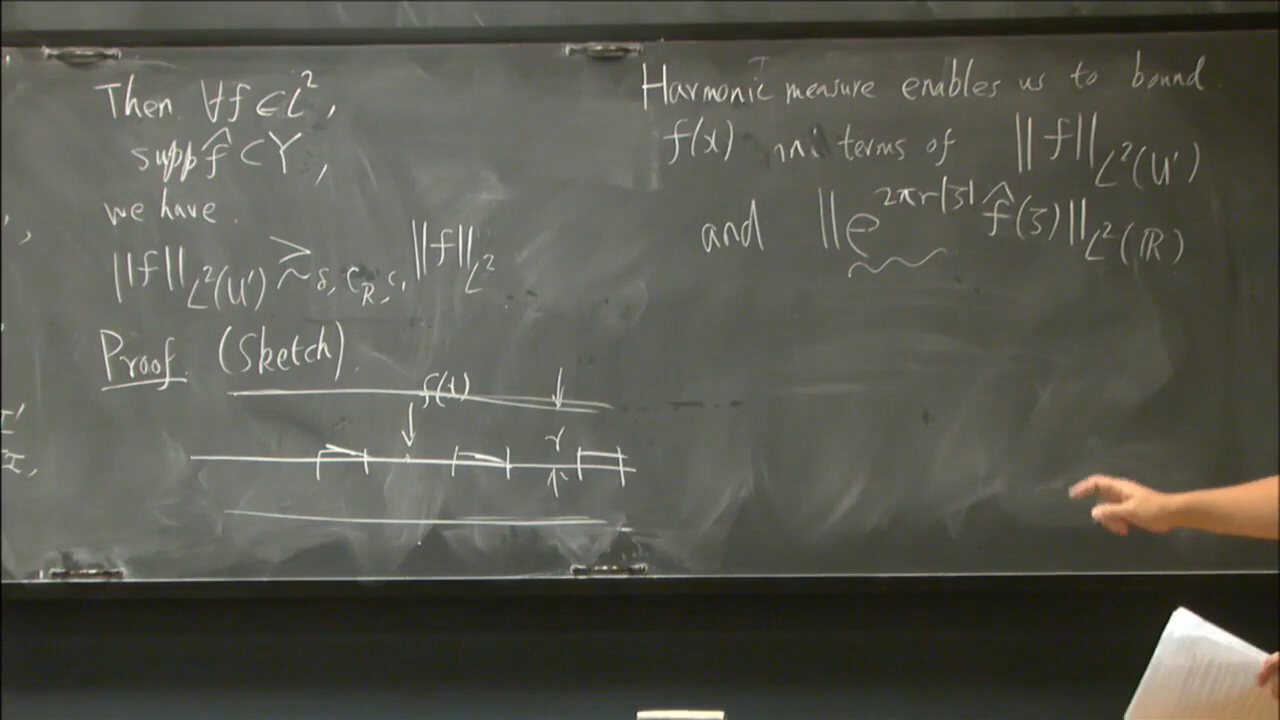 Then ∀f ∈ L²,
supp f̂ ⊂ Y,
we have
||f||_{L²(U')} ≳_{δ, C_R, C_1} ||f||_{L²}
Proof (Sketch).
f(x)
r
Harmonic measure enables us to bound
f(x) in terms of ||f||_{L²(U')}
and ||e^{2πr|ξ|} f̂(ξ)||_{L²(ℝ)}